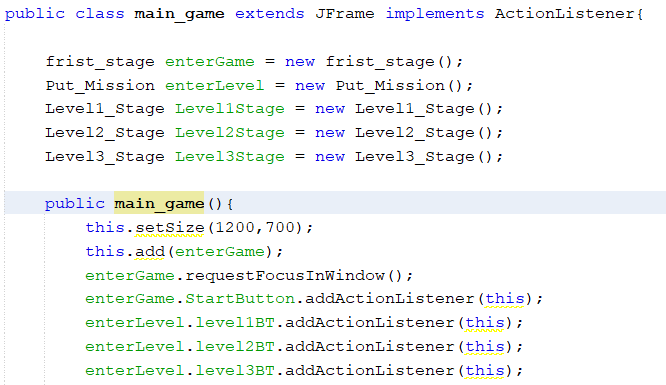 public class main_game extends JFrame implements ActionListener{
frist_stage enterGame = new frist_stage();
Put_Mission enterLevel = new Put_Mission();
Level1_Stage Level1Stage = new Level1_Stage();
Level2_Stage Level2Stage = new Level2_Stage();
Level3_Stage Level3Stage = new Level3_Stage();
public main_game(){
this.setSize(1200,700);
this.add(enterGame);
enterGame.requestFocusInWindow();
enterGame.StartButton.addActionListener(this);
enterLevel.level1BT.addActionListener(this);
enterLevel.level2BT.addActionListener(this);
enterLevel.level3BT.addActionListener(this);